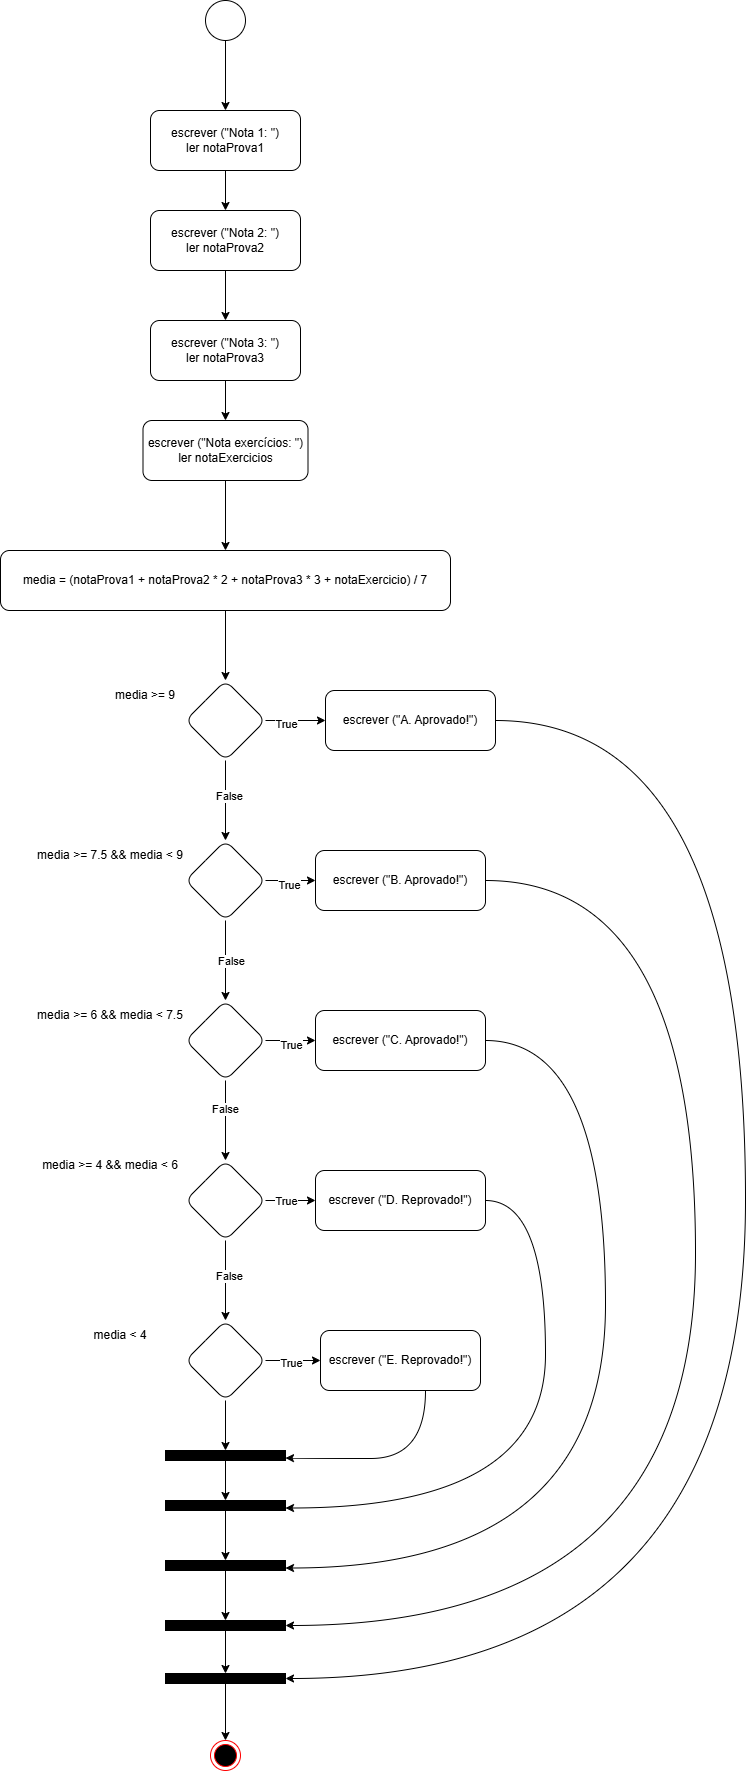 escrever ("Nota 1: ")
ler notaProva1
escrever ("Nota 2: ")
ler notaProva2
escrever ("Nota 3: ")
ler notaProva3
escrever ("Nota exercícios: ")
ler notaExercicios
media = (notaProva1 + notaProva2 * 2 + notaProva3 * 3 + notaExercicio) / 7
media >= 9
True
escrever ("A. Aprovado!")
False
media >= 7.5 && media < 9
True
escrever ("B. Aprovado!")
False
media >= 6 && media < 7.5
True
escrever ("C. Aprovado!")
False
media >= 4 && media < 6
True
escrever ("D. Reprovado!")
False
media < 4
True
escrever ("E. Reprovado!")